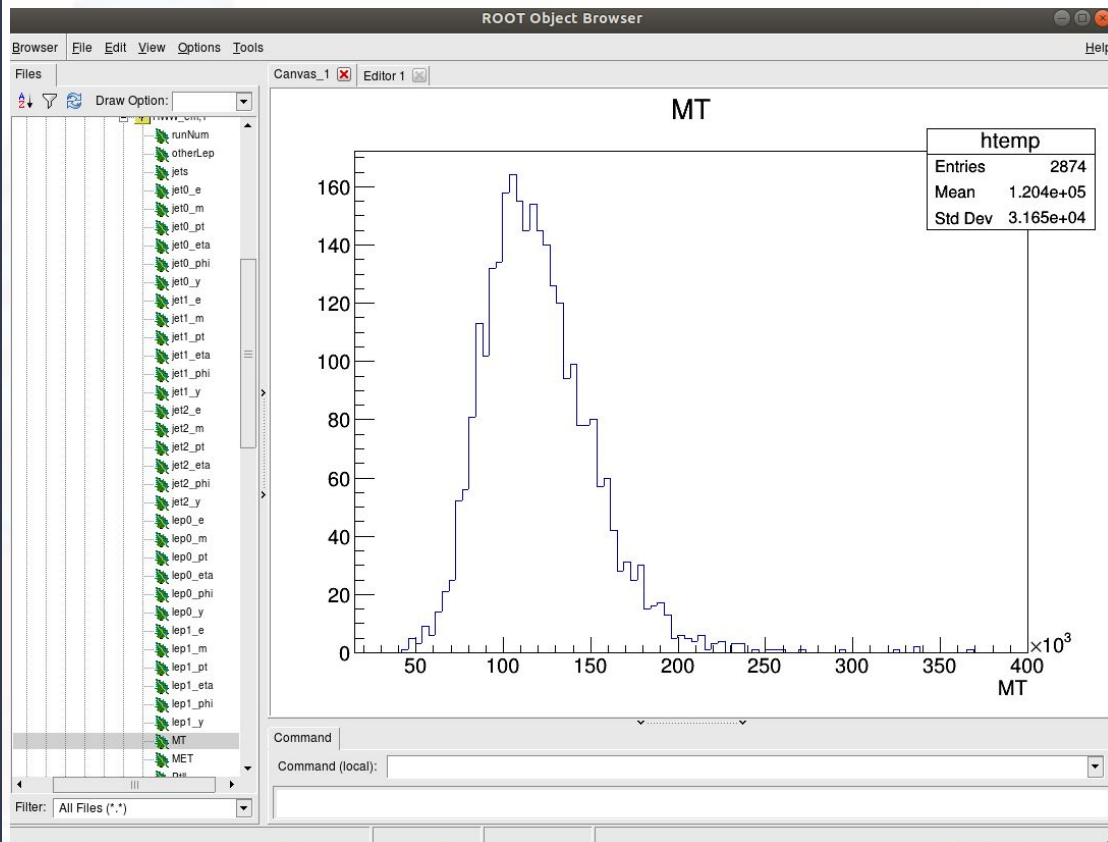 ROOT Object Browser
Browser File Edit View Options Tools Help
Files
Canvas_1 Editor 1
Draw Option:
runNum
otherLep
jets
jet0_e
jet0_m
jet0_pt
jet0_eta
jet0_phi
jet0_y
jet1_e
jet1_m
jet1_pt
jet1_eta
jet1_phi
jet1_y
jet2_e
jet2_m
jet2_pt
jet2_eta
jet2_phi
jet2_y
lep0_e
lep0_m
lep0_pt
lep0_eta
lep0_phi
lep0_y
lep1_e
lep1_m
lep1_pt
lep1_eta
lep1_phi
lep1_y
MT
MET
Filter: All Files (*.*)
MT
htemp
Entries 2874
Mean 1.204e+05
Std Dev 3.165e+04
160
140
120
100
80
60
40
20
0
50 100 150 200 250 300 350 400
×10³
MT
Command
Command (local):